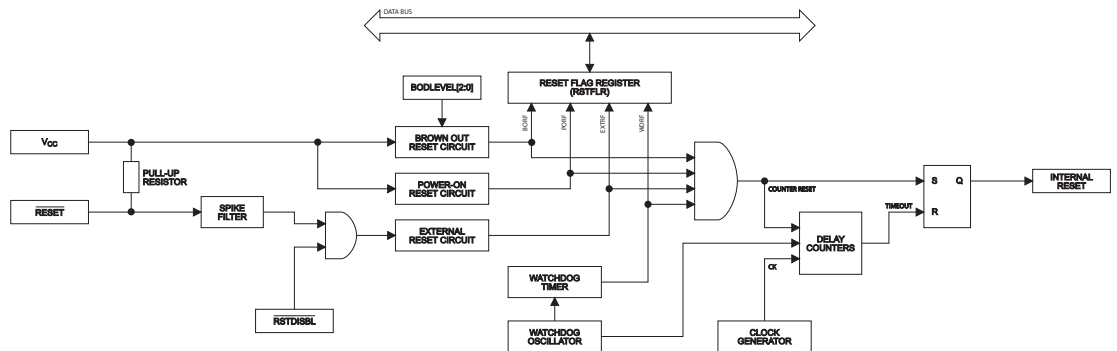 DATA BUS
RESET FLAG REGISTER
(RSTFLR)
BODLEVEL[2:0]
BORF
PORF
EXTRF
WDRF
VCC
BROWN OUT
RESET CIRCUIT
PULL-UP
RESISTOR
POWER-ON
RESET CIRCUIT
S
Q
INTERNAL
RESET
COUNTER RESET
RESET
SPIKE
FILTER
TIMEOUT
R
EXTERNAL
RESET CIRCUIT
DELAY
COUNTERS
CK
WATCHDOG
TIMER
RSTDISBL
WATCHDOG
OSCILLATOR
CLOCK
GENERATOR